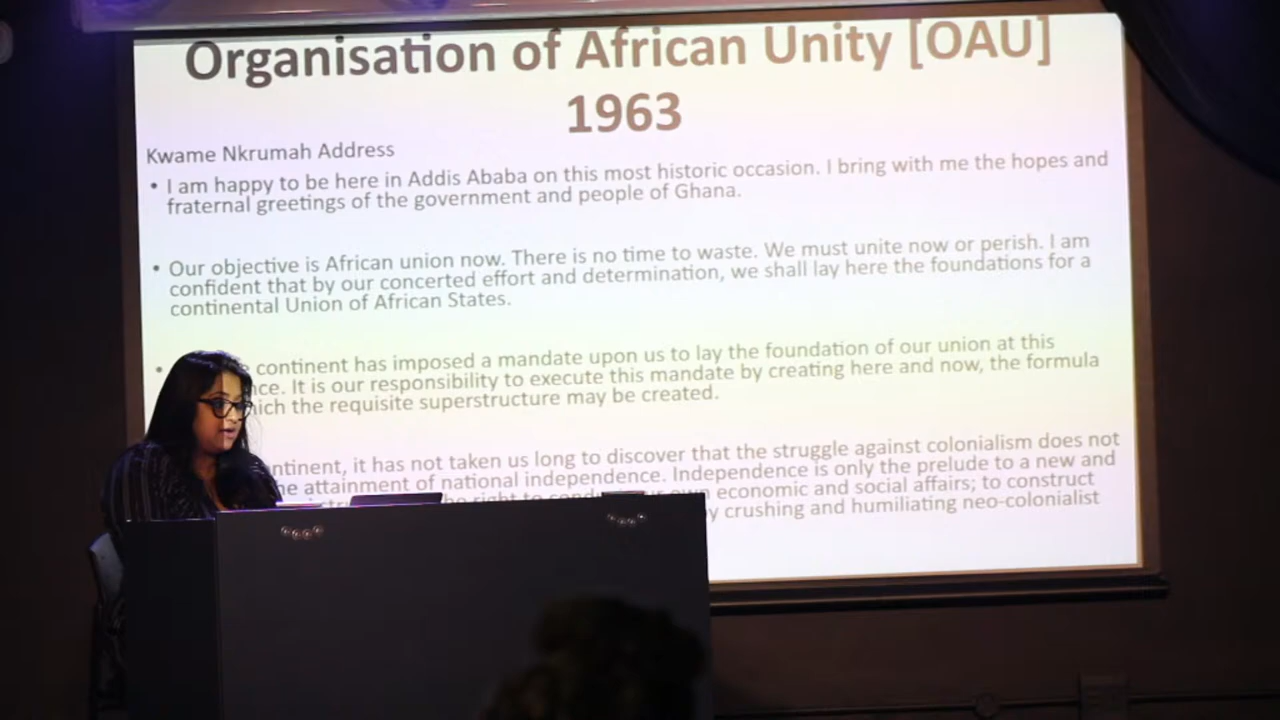 Organisation of African Unity [OAU]
1963
Kwame Nkrumah Address
• I am happy to be here in Addis Ababa on this most historic occasion. I bring with me the hopes and
fraternal greetings of the government and people of Ghana.
• Our objective is African union now. There is no time to waste. We must unite now or perish. I am
confident that by our concerted effort and determination, we shall lay here the foundations for a
continental Union of African States.
• continent has imposed a mandate upon us to lay the foundation of our union at this
It is our responsibility to execute this mandate by creating here and now, the formula
the requisite superstructure may be created.
it has not taken us long to discover that the struggle against colonialism does not
attainment of national independence. Independence is only the prelude to a new and
the right to economic and social affairs; to construct
crushing and humiliating neo-colonialist